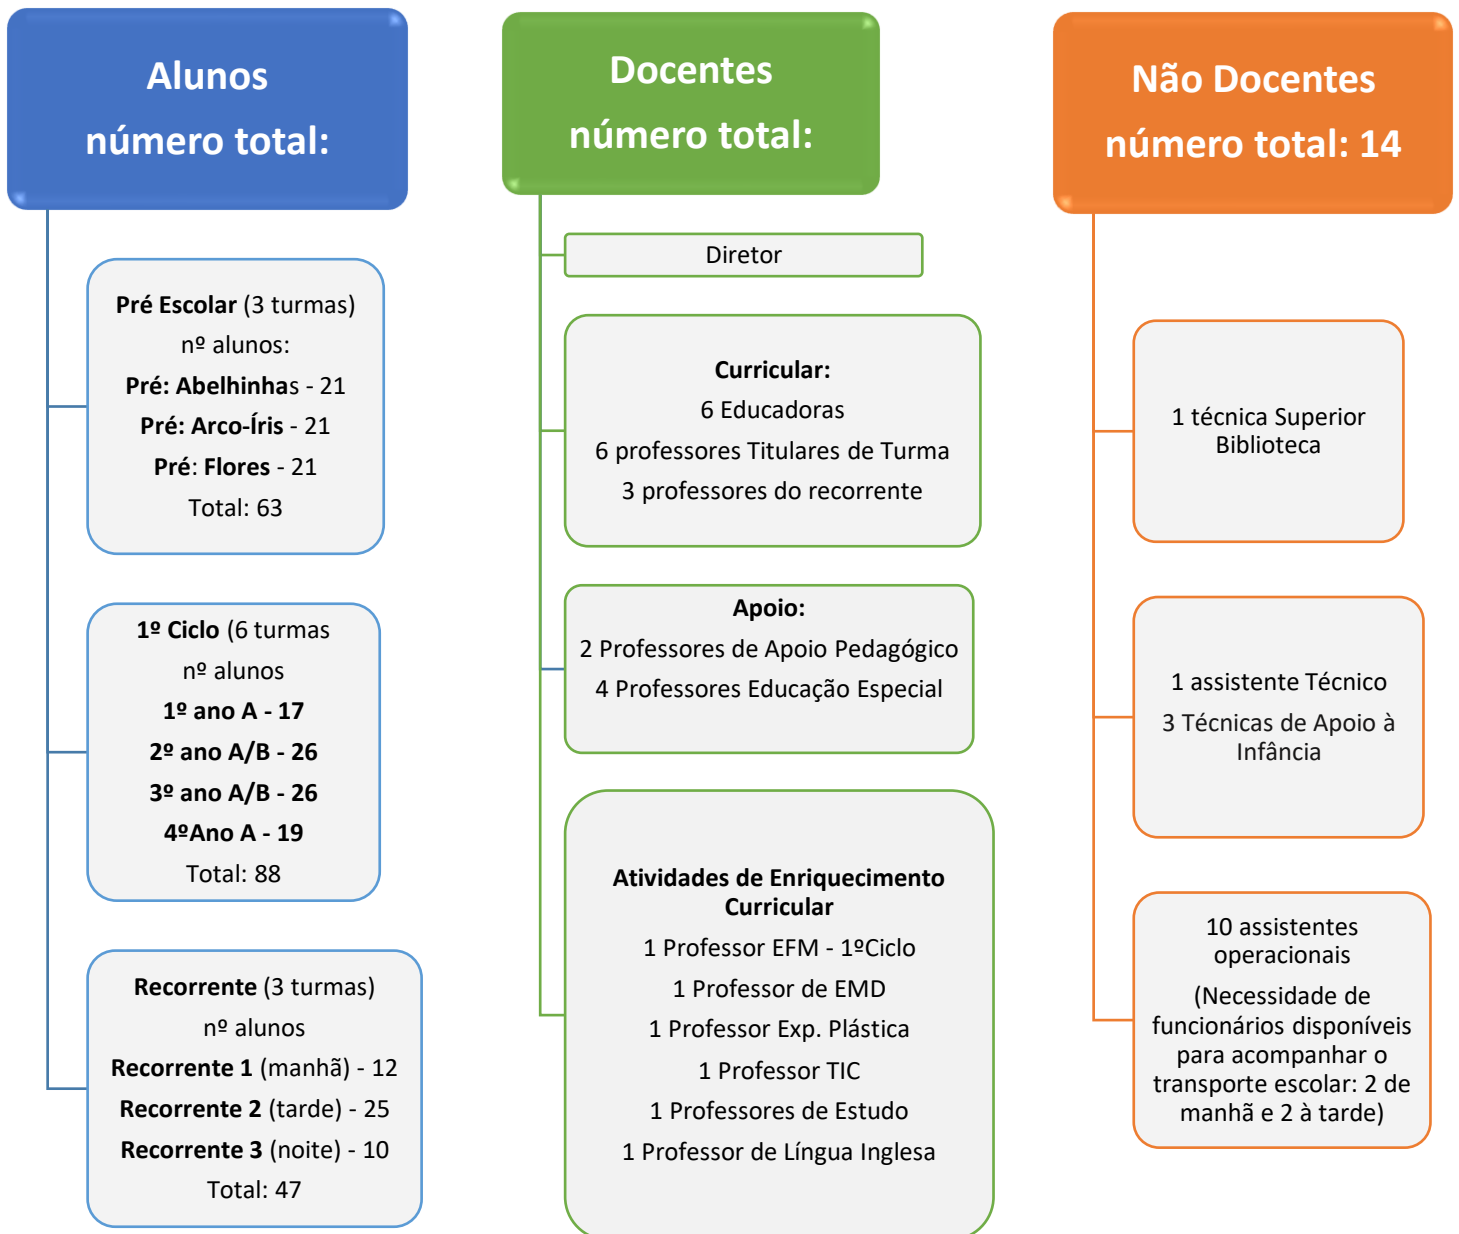 Alunos
número total:
Pré Escolar (3 turmas)
nº alunos:
Pré: Abelhinhas - 21
Pré: Arco-Íris - 21
Pré: Flores - 21
Total: 63
1º Ciclo (6 turmas
nº alunos
1º ano A - 17
2º ano A/B - 26
3º ano A/B - 26
4ºAno A - 19
Total: 88
Recorrente (3 turmas)
nº alunos
Recorrente 1 (manhã) - 12
Recorrente 2 (tarde) - 25
Recorrente 3 (noite) - 10
Total: 47
Docentes
número total:
Diretor
Curricular:
6 Educadoras
6 professores Titulares de Turma
3 professores do recorrente
Apoio:
2 Professores de Apoio Pedagógico
4 Professores Educação Especial
Atividades de Enriquecimento
Curricular
1 Professor EFM - 1ºCiclo
1 Professor de EMD
1 Professor Exp. Plástica
1 Professor TIC
1 Professores de Estudo
1 Professor de Língua Inglesa
Não Docentes
número total: 14
1 técnica Superior
Biblioteca
1 assistente Técnico
3 Técnicas de Apoio à
Infância
10 assistentes
operacionais
(Necessidade de
funcionários disponíveis
para acompanhar o
transporte escolar: 2 de
manhã e 2 à tarde)